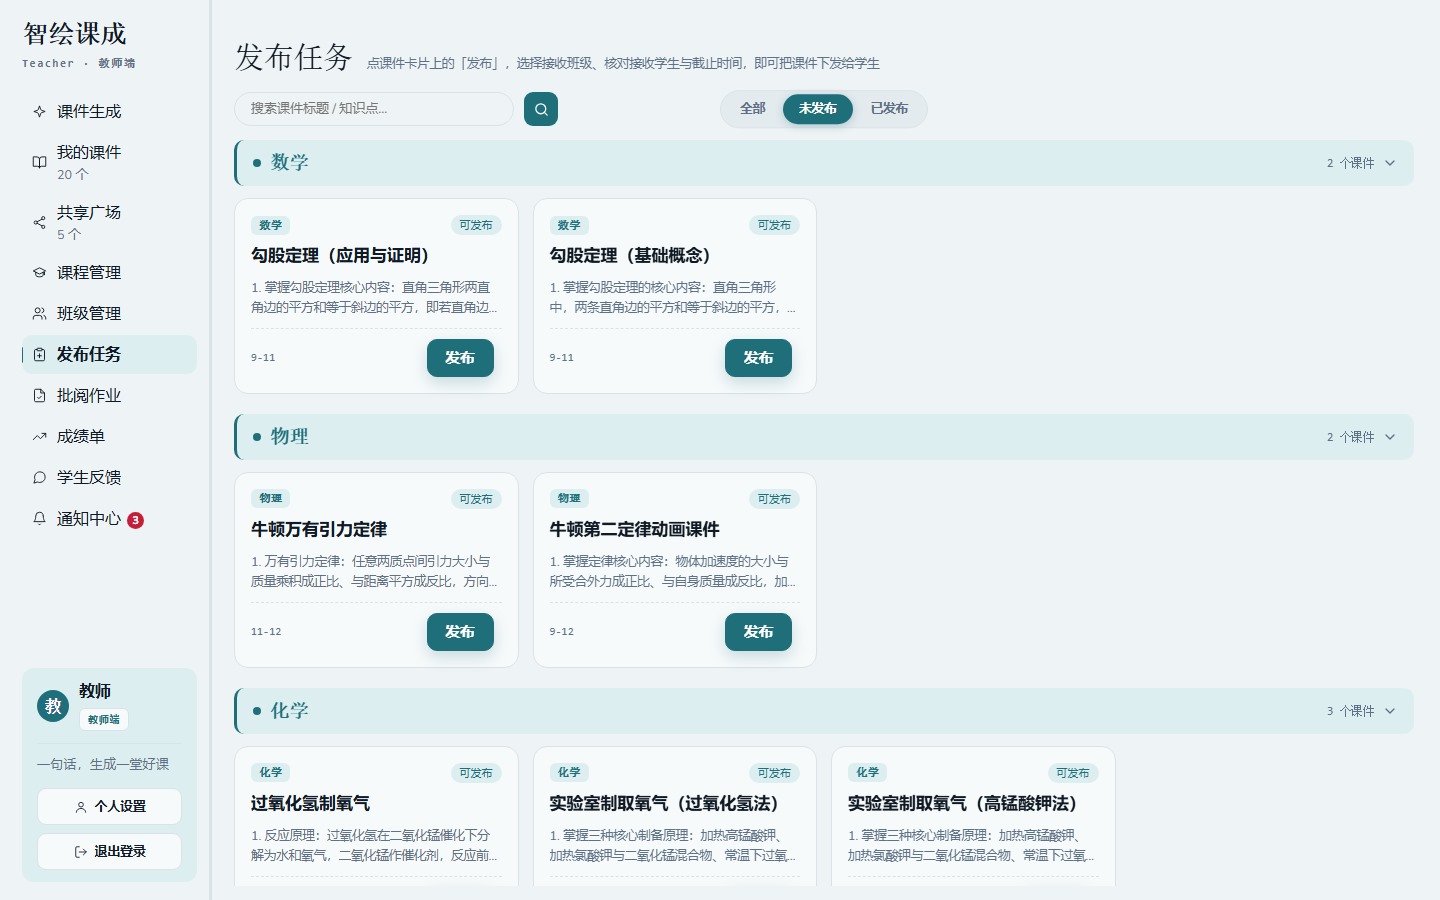 智绘课成
Teacher · 教师端
课件生成
我的课件
20 个
共享广场
5 个
课程管理
班级管理
发布任务
批阅作业
成绩单
学生反馈
通知中心 3
教
教师
教师端
一句话，生成一堂好课
个人设置
退出登录
发布任务 点课件卡片上的「发布」，选择接收班级、核对接收学生与截止时间，即可把课件下发给学生
搜索课件标题 / 知识点...
全部 未发布 已发布
数学 2 个课件
数学 可发布
勾股定理（应用与证明）
1. 掌握勾股定理核心内容：直角三角形两直
角边的平方和等于斜边的平方，即若直角边...
9-11 发布
数学 可发布
勾股定理（基础概念）
1. 掌握勾股定理的核心内容：直角三角形
中，两条直角边的平方和等于斜边的平方，...
9-11 发布
物理 2 个课件
物理 可发布
牛顿万有引力定律
1. 万有引力定律：任意两质点间引力大小与
质量乘积成正比、与距离平方成反比，方向...
11-12 发布
物理 可发布
牛顿第二定律动画课件
1. 掌握定律核心内容：物体加速度的大小与
所受合外力成正比、与自身质量成反比，加...
9-12 发布
化学 3 个课件
化学 可发布
过氧化氢制氧气
1. 反应原理：过氧化氢在二氧化锰催化下分
解为水和氧气，二氧化锰作催化剂，反应前...
化学 可发布
实验室制取氧气（过氧化氢法）
1. 掌握三种核心制备原理：加热高锰酸钾、
加热氯酸钾与二氧化锰混合物、常温下过氧...
化学 可发布
实验室制取氧气（高锰酸钾法）
1. 掌握三种核心制备原理：加热高锰酸钾、
加热氯酸钾与二氧化锰混合物、常温下过氧...